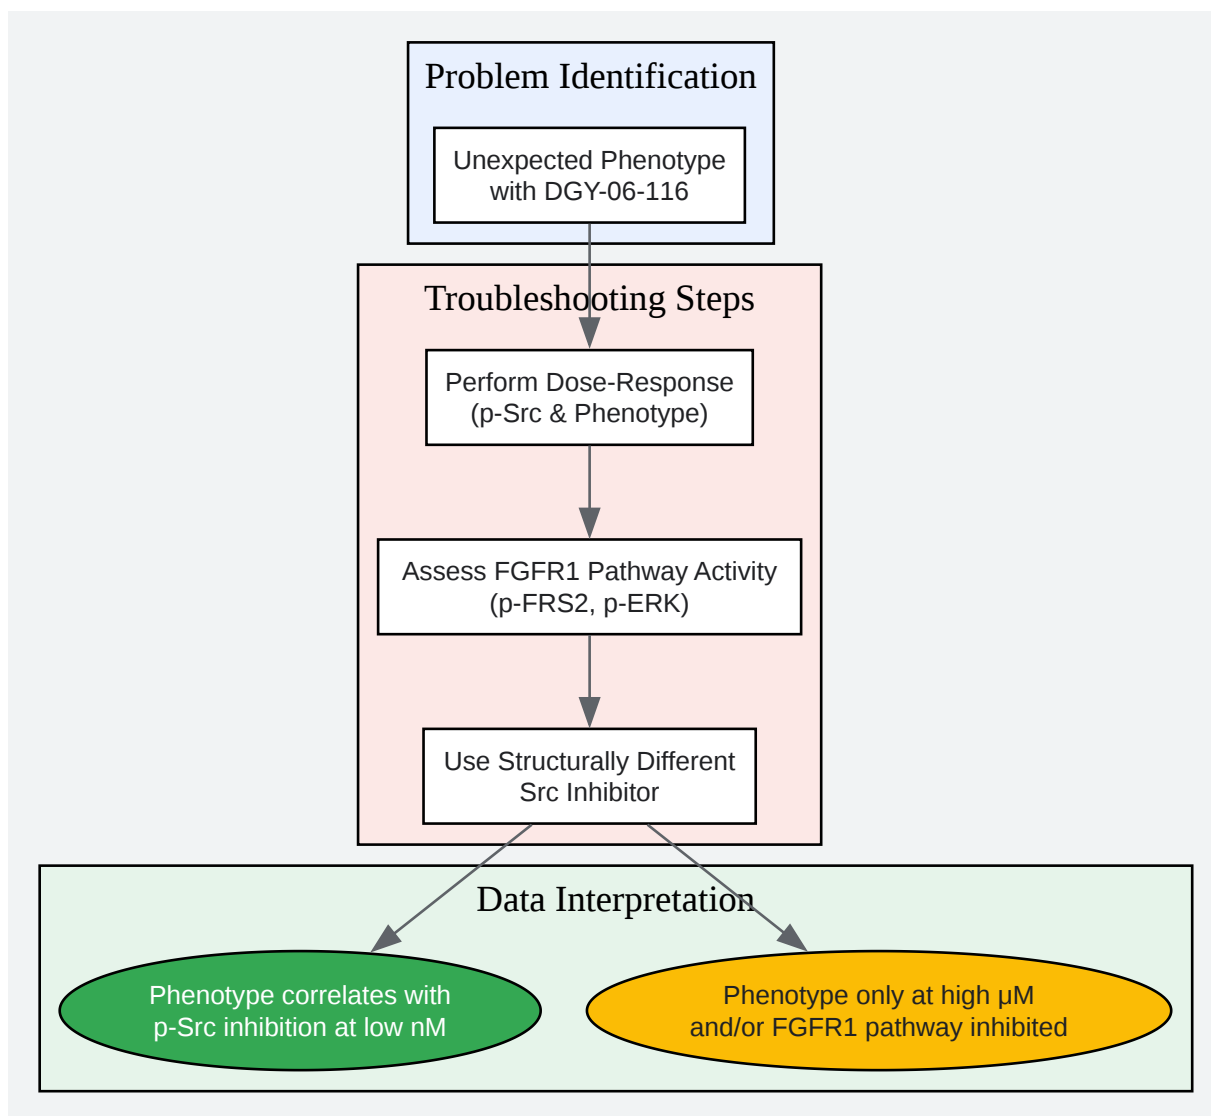 Problem Identification
Unexpected Phenotype
with DGY-06-116
Troubleshooting Steps
Perform Dose-Response
(p-Src & Phenotype)
Assess FGFR1 Pathway Activity
(p-FRS2, p-ERK)
Use Structurally Different
Src Inhibitor
Data Interpretation
Phenotype correlates with
p-Src inhibition at low nM
Phenotype only at high μM
and/or FGFR1 pathway inhibited